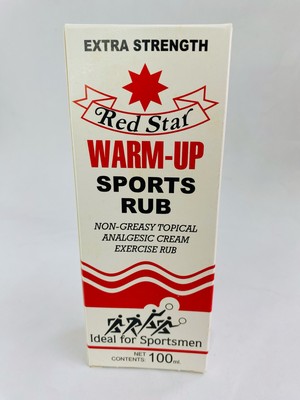 EXTRA STRENGTH
Red Star
WARM-UP
SPORTS
RUB
NON-GREASY TOPICAL
ANALGESIC CREAM
EXERCISE RUB
Ideal for Sportsmen
NET
CONTENTS: 100mL